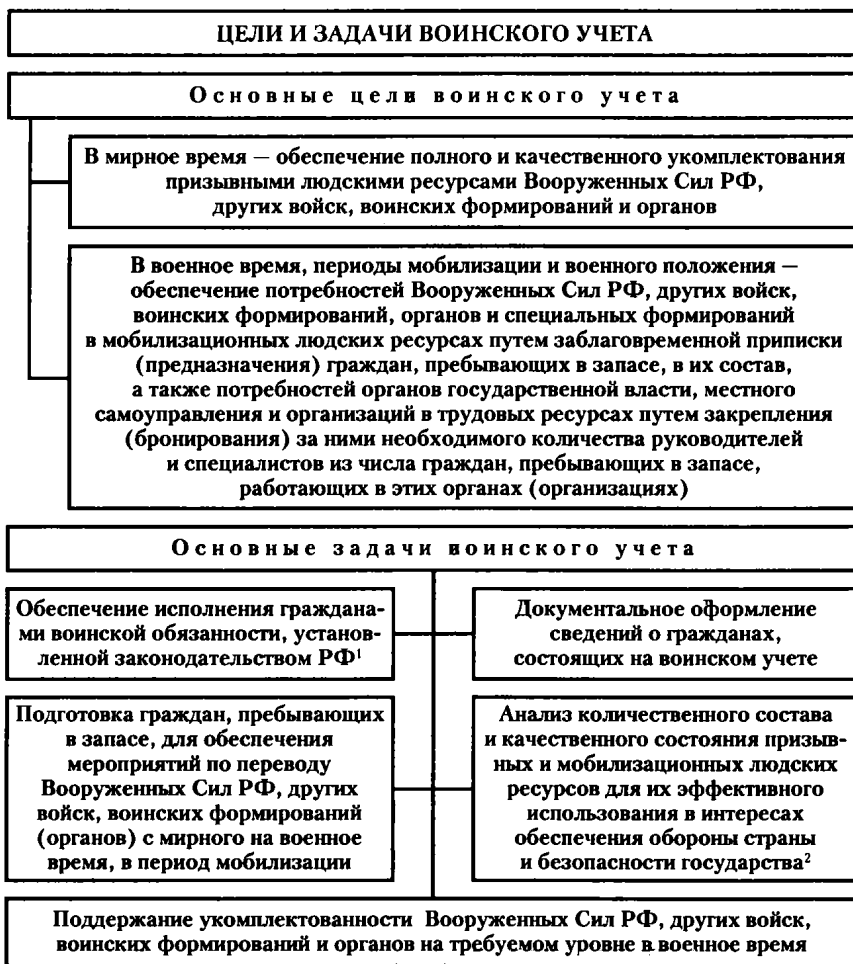 ЦЕЛИ И ЗАДАЧИ ВОИНСКОГО УЧЕТА
Основные цели воинского учета
В мирное время — обеспечение полного и качественного укомплектования
призывными людскими ресурсами Вооруженных Сил РФ,
других войск, воинских формирований и органов
В военное время, периоды мобилизации и военного положения —
обеспечение потребностей Вооруженных Сил РФ, других войск,
воинских формирований, органов и специальных формирований
в мобилизационных людских ресурсах путем заблаговременной приписки
(предназначения) граждан, пребывающих в запасе, в их состав,
а также потребностей органов государственной власти, местного
самоуправления и организаций в трудовых ресурсах путем закрепления
(бронирования) за ними необходимого количества руководителей
и специалистов из числа граждан, пребывающих в запасе,
работающих в этих органах (организациях)
Основные задачи воинского учета
Обеспечение исполнения граждана-
ми воинской обязанности, установ-
ленной законодательством РФ¹
Документальное оформление
сведений о гражданах,
состоящих на воинском учете
Подготовка граждан, пребывающих
в запасе, для обеспечения
мероприятий по переводу
Вооруженных Сил РФ, других
войск, воинских формирований
(органов) с мирного на военное
время, в период мобилизации
Анализ количественного состава
и качественного состояния призыв-
ных и мобилизационных людских
ресурсов для их эффективного
использования в интересах
обеспечения обороны страны
и безопасности государства²
Поддержание укомплектованности Вооруженных Сил РФ, других войск,
воинских формирований и органов на требуемом уровне в военное время